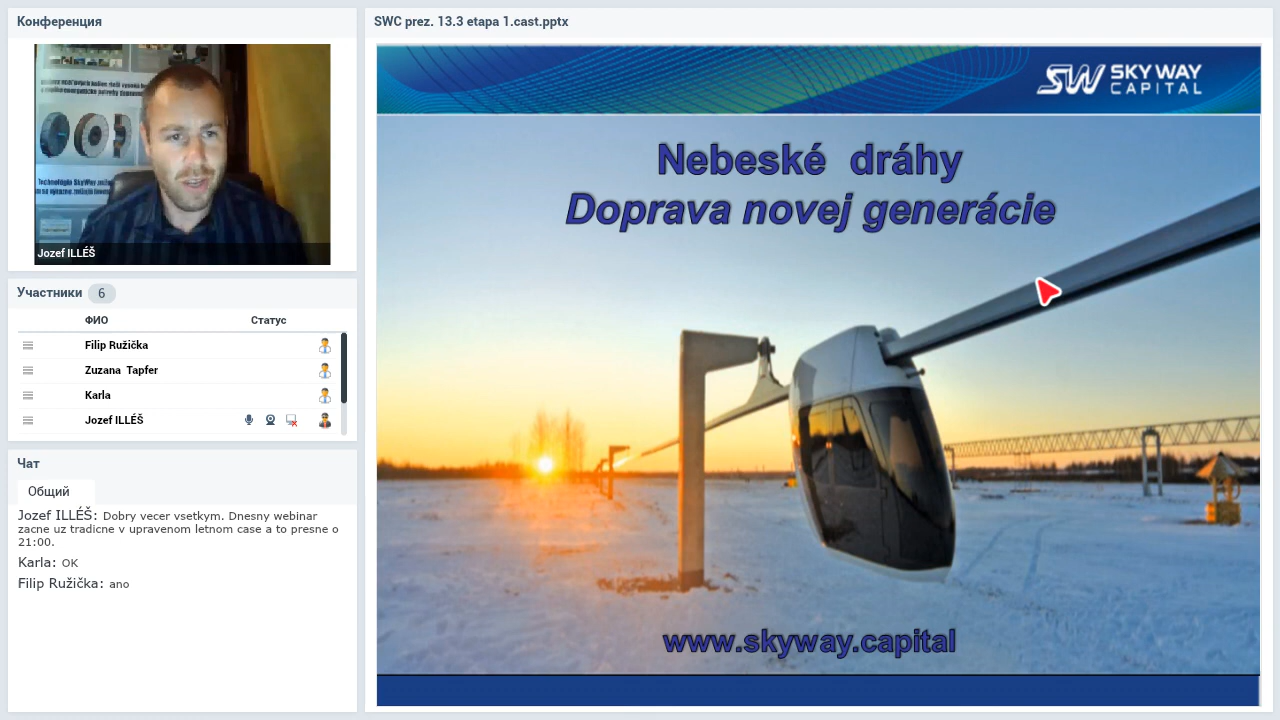 Конференция
Jozef ILLÉŠ
Участники 6
ФИО Статус
Filip Ružička
Zuzana Tapfer
Karla
Jozef ILLÉŠ
Чат
Общий
Jozef ILLÉŠ: Dobry vecer vsetkym. Dnesny webinar
zacne uz tradicne v upravenom letnom case a to presne o
21:00.
Karla: OK
Filip Ružička: ano
SWC prez. 13.3 etapa 1.cast.pptx
SW SKY WAY
CAPITAL
Nebeské dráhy
Doprava novej generácie
www.skyway.capital